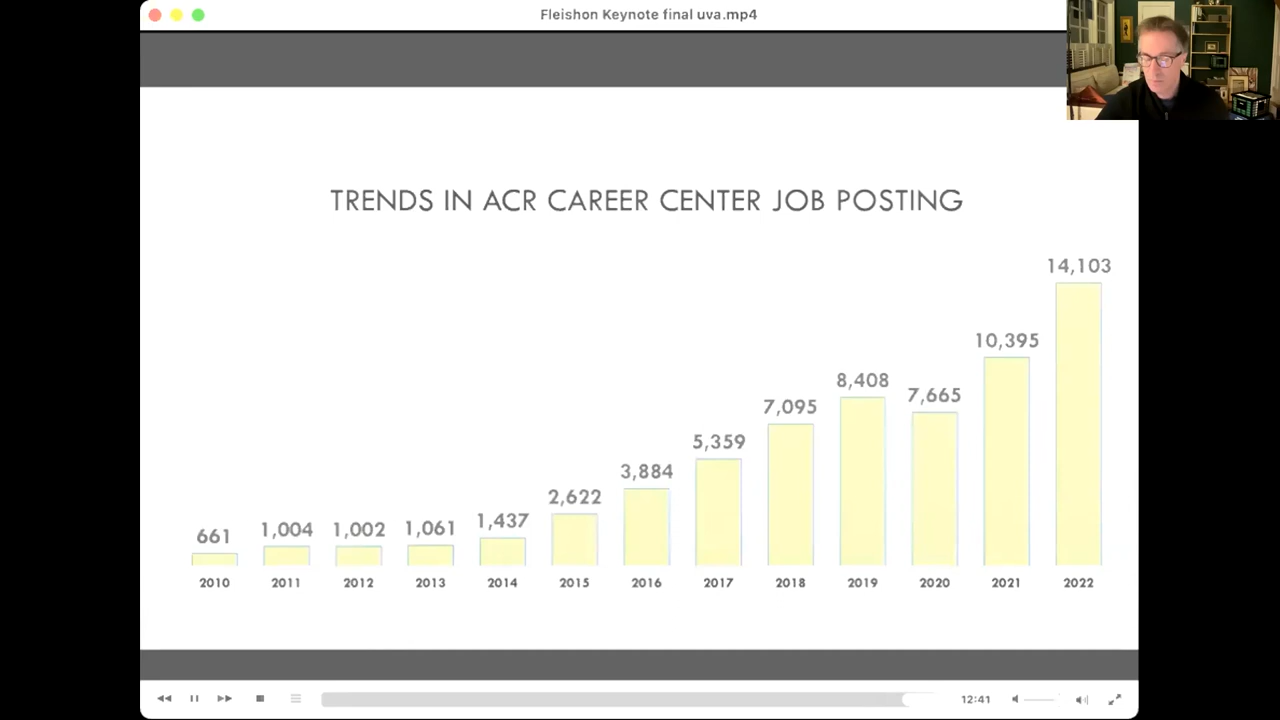 Fleishon Keynote final uva.mp4
TRENDS IN ACR CAREER CENTER JOB POSTING
14,103
10,395
8,408
7,665
7,095
5,359
3,884
2,622
1,437
661 1,004 1,002 1,061
2010 2011 2012 2013 2014 2015 2016 2017 2018 2019 2020 2021 2022
12:41